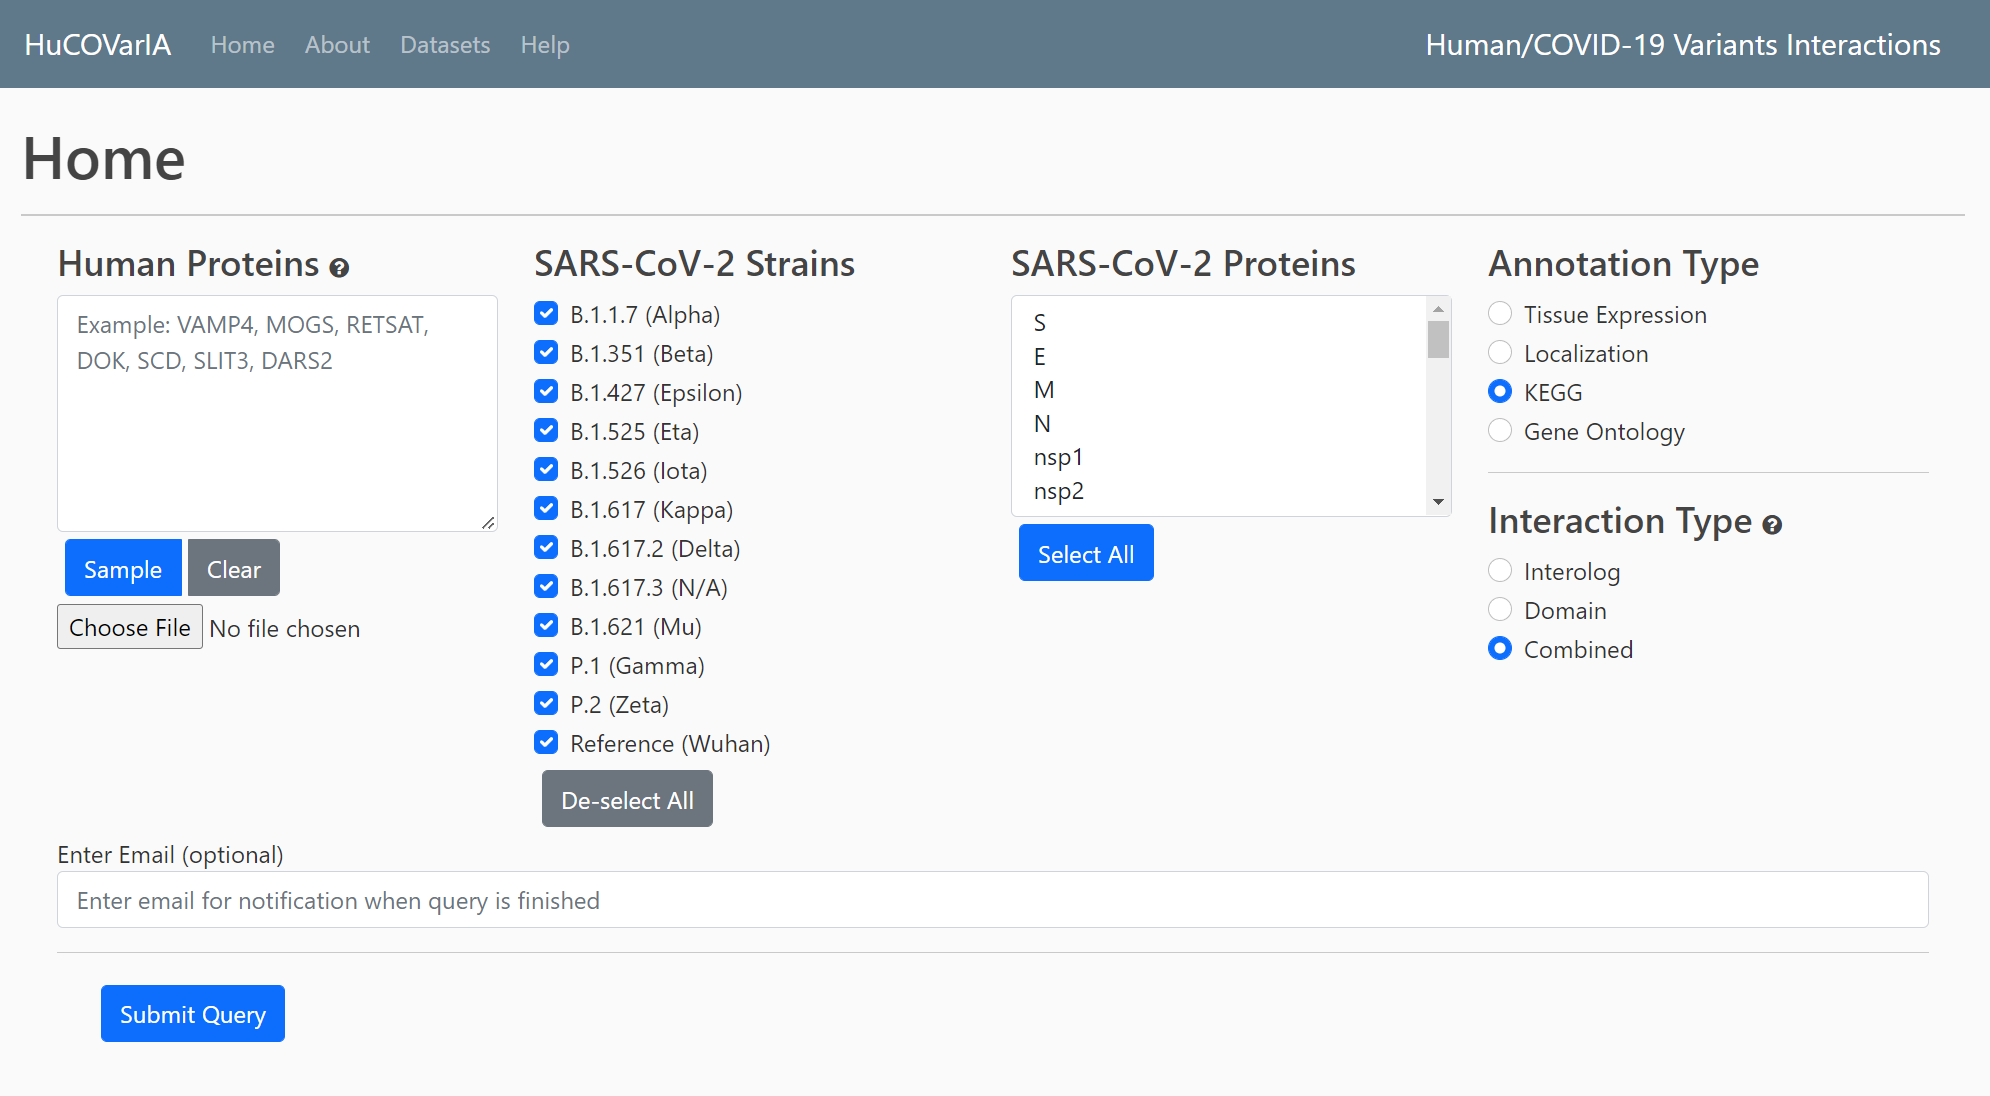 HuCOVarIA Home About Datasets Help Human/COVID-19 Variants Interactions
Home
Human Proteins ?
Example: VAMP4, MOGS, RETSAT,
DOK, SCD, SLIT3, DARS2
Sample Clear
Choose File No file chosen
SARS-CoV-2 Strains
B.1.1.7 (Alpha)
B.1.351 (Beta)
B.1.427 (Epsilon)
B.1.525 (Eta)
B.1.526 (Iota)
B.1.617 (Kappa)
B.1.617.2 (Delta)
B.1.617.3 (N/A)
B.1.621 (Mu)
P.1 (Gamma)
P.2 (Zeta)
Reference (Wuhan)
De-select All
SARS-CoV-2 Proteins
S
E
M
N
nsp1
nsp2
Select All
Annotation Type
Tissue Expression
Localization
KEGG
Gene Ontology
Interaction Type ?
Interolog
Domain
Combined
Enter Email (optional)
Enter email for notification when query is finished
Submit Query